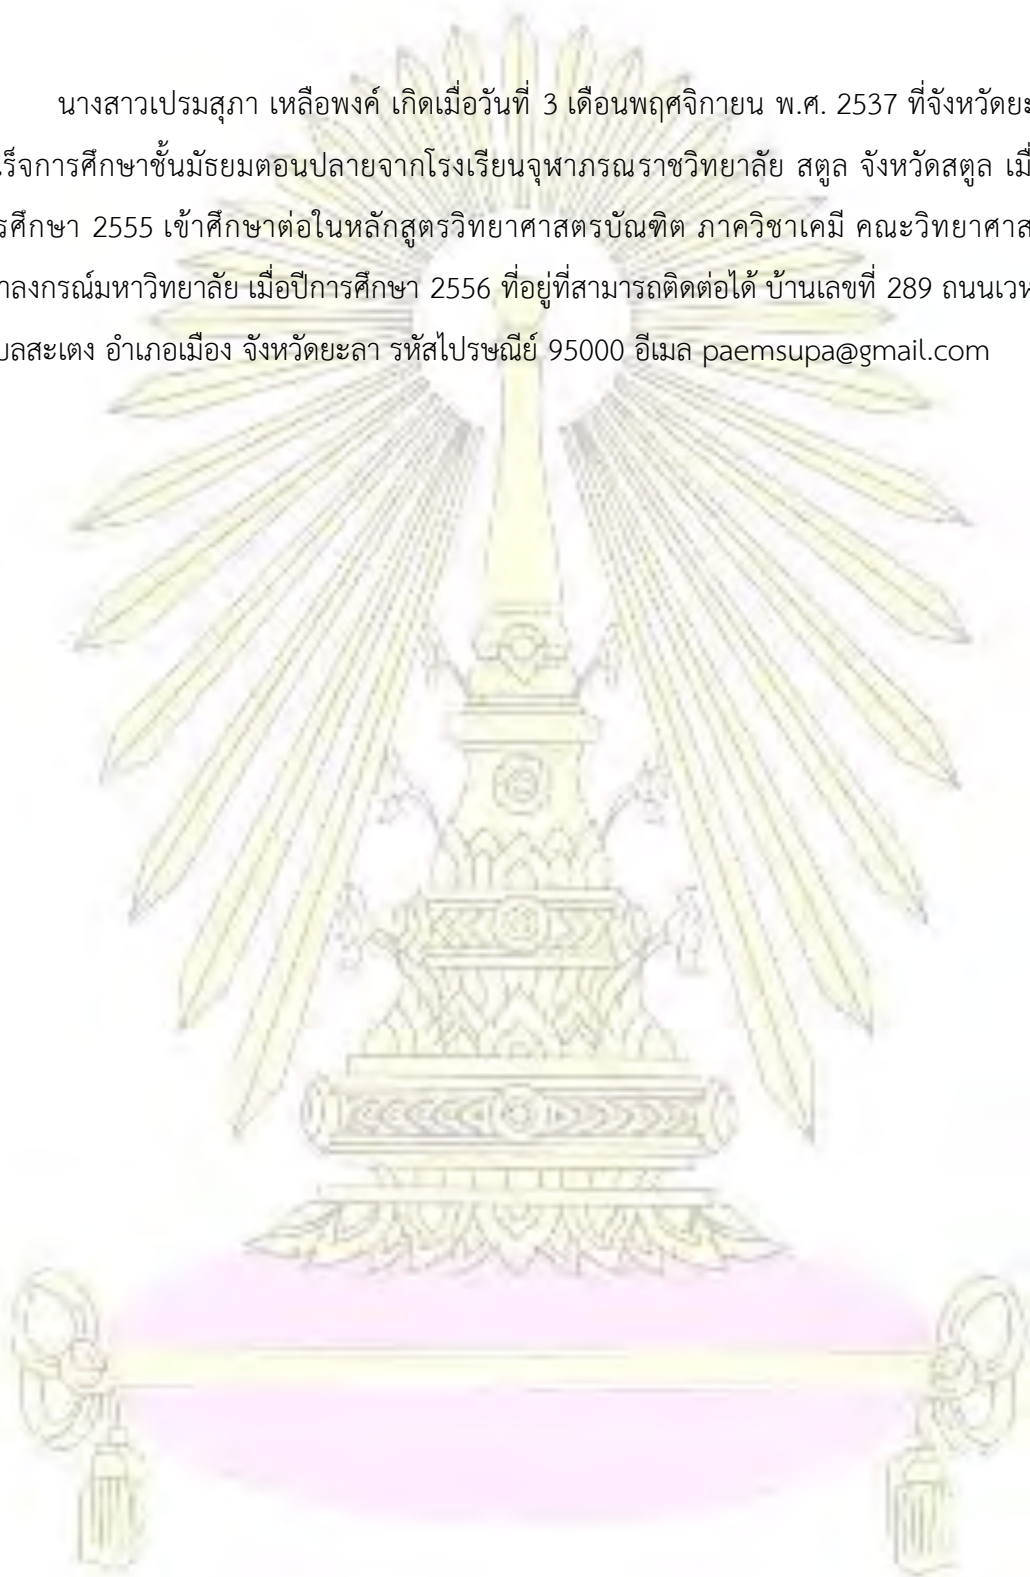 นางสาวเปรมสุภา เหลือพงค์ เกิดเมื่อวันที่ 3 เดือนพฤศจิกายน พ.ศ. 2537 ที่จังหวัดยะ
เร็จการศึกษาชั้นมัธยมตอนปลายจากโรงเรียนจุฬาภรณราชวิทยาลัย สตูล จังหวัดสตูล เมื่
รศึกษา 2555 เข้าศึกษาต่อในหลักสูตรวิทยาศาสตรบัณฑิต ภาควิชาเคมี คณะวิทยาศาส
าลงกรณ์มหาวิทยาลัย เมื่อปีการศึกษา 2556 ที่อยู่ที่สามารถติดต่อได้ บ้านเลขที่ 289 ถนนเวห
บลสะเตง อำเภอเมือง จังหวัดยะลา รหัสไปรษณีย์ 95000 อีเมล paemsupa@gmail.com